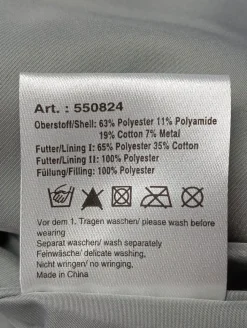 Art. : 550824
Oberstoff/Shell: 63% Polyester 11% Polyamide
19% Cotton 7% Metal
Futter/Lining I: 65% Polyester 35% Cotton
Futter/Lining II: 100% Polyester
Füllung/Filling: 100% Polyester
Vor dem 1. Tragen waschen/ please wash before
wearing
Separat waschen/ wash separately
Feinwäsche/ delicate washing,
Nicht wringen/ no wringing,
Made in China